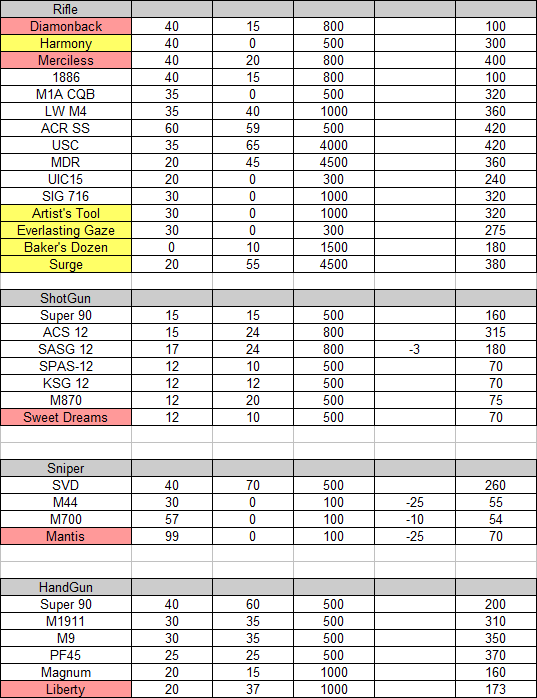 Rifle
Diamonback 40 15 800 100
Harmony 40 0 500 300
Merciless 40 20 800 400
1886 40 15 800 100
M1A CQB 35 0 500 320
LW M4 35 40 1000 360
ACR SS 60 59 500 420
USC 35 65 4000 420
MDR 20 45 4500 360
UIC15 20 0 300 240
SIG 716 30 0 1000 320
Artist's Tool 30 0 1000 320
Everlasting Gaze 30 0 300 275
Baker's Dozen 0 10 1500 180
Surge 20 55 4500 380
ShotGun
Super 90 15 15 500 160
ACS 12 15 24 800 315
SASG 12 17 24 800 -3 180
SPAS-12 12 10 500 70
KSG 12 12 12 500 70
M870 12 20 500 75
Sweet Dreams 12 10 500 70
Sniper
SVD 40 70 500 260
M44 30 0 100 -25 55
M700 57 0 100 -10 54
Mantis 99 0 100 -25 70
HandGun
Super 90 40 60 500 200
M1911 30 35 500 310
M9 30 35 500 350
PF45 25 25 500 370
Magnum 20 15 1000 160
Liberty 20 37 1000 173